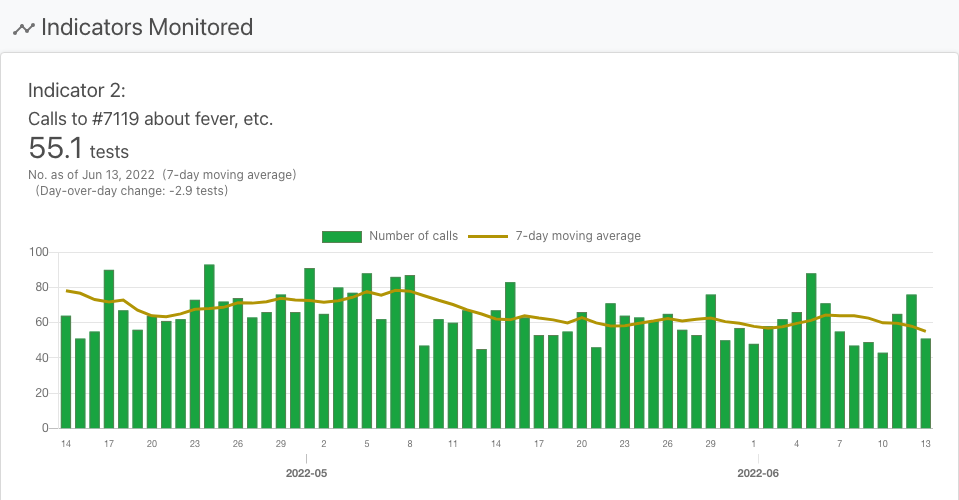 Indicators Monitored
Indicator 2:
Calls to #7119 about fever, etc.
55.1 tests
No. as of Jun 13, 2022 (7-day moving average)
(Day-over-day change: -2.9 tests)
Number of calls 7-day moving average
100
80
60
40
20
0
14 17 20 23 26 29 2 5 8 11 14 17 20 23 26 29 1 4 7 10 13
2022-05 2022-06